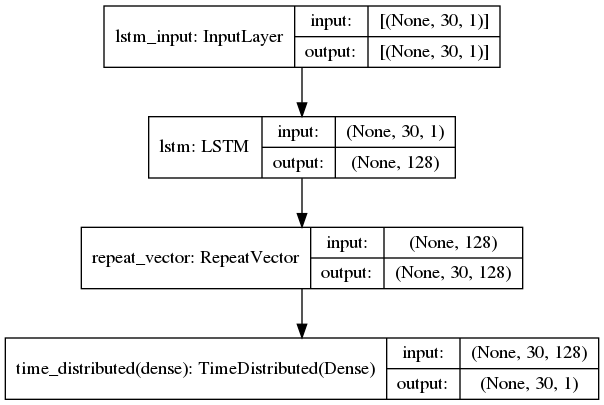 lstm_input: InputLayer
input: [(None, 30, 1)]
output: [(None, 30, 1)]
lstm: LSTM
input: (None, 30, 1)
output: (None, 128)
repeat_vector: RepeatVector
input: (None, 128)
output: (None, 30, 128)
time_distributed(dense): TimeDistributed(Dense)
input: (None, 30, 128)
output: (None, 30, 1)